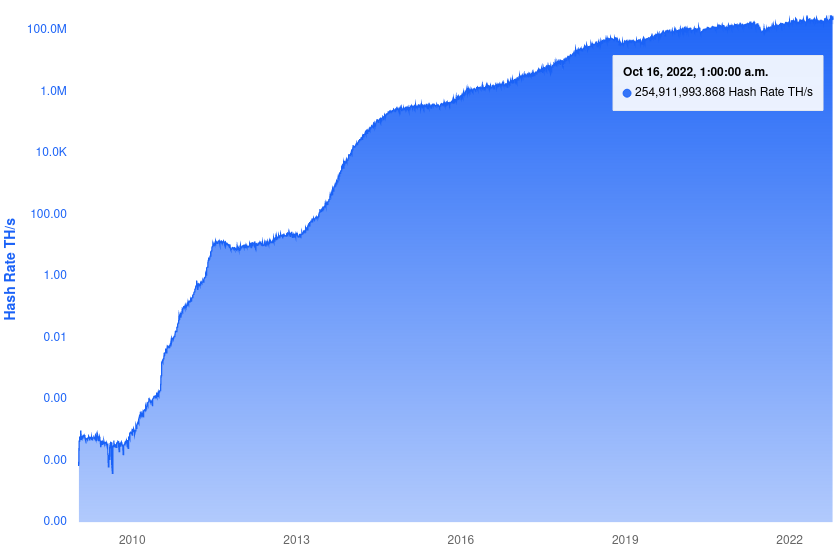 100.0M
1.0M
10.0K
100.00
1.00
0.01
0.00
0.00
0.00
Hash Rate TH/s
Oct 16, 2022, 1:00:00 a.m.
254,911,993.868 Hash Rate TH/s
2010 2013 2016 2019 2022